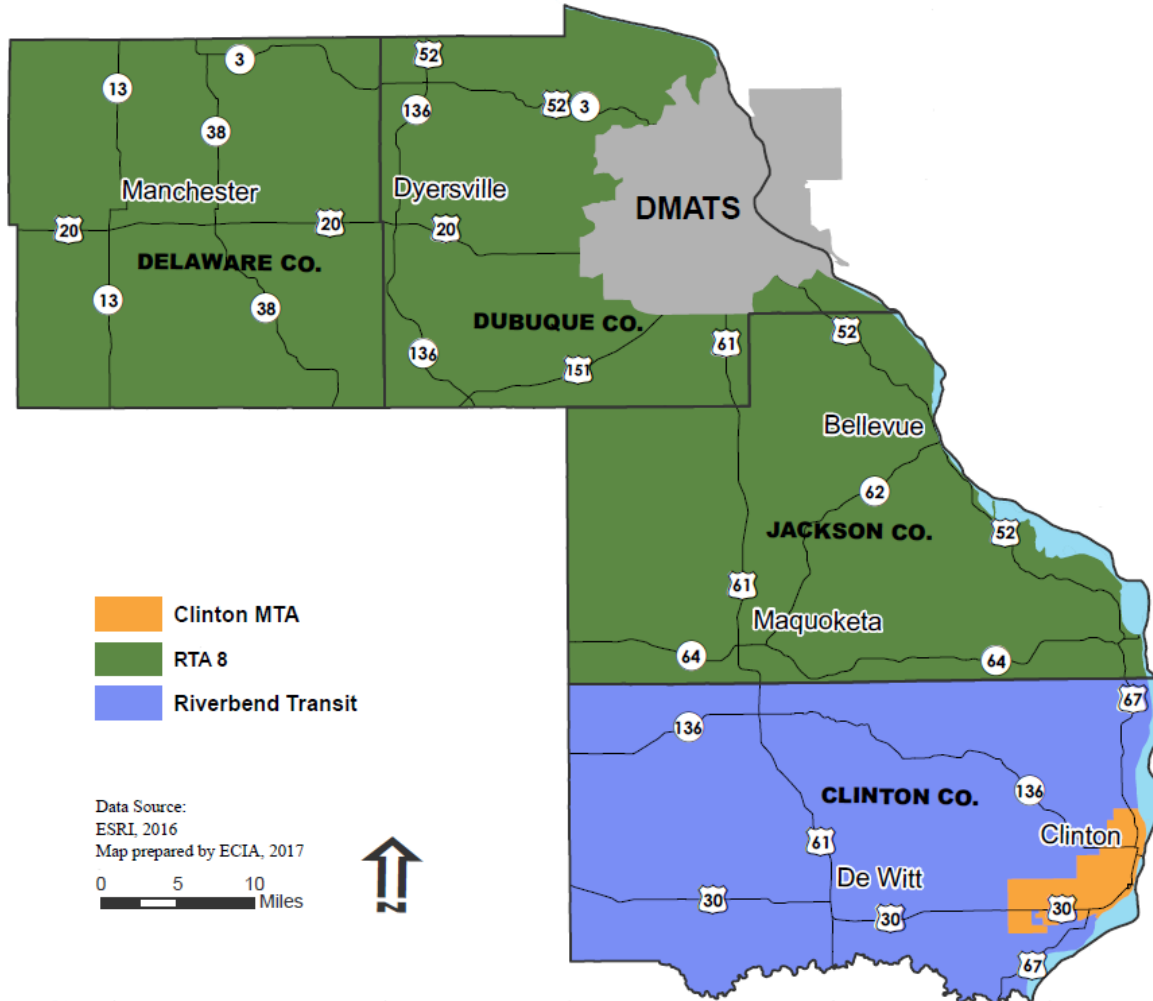 52
3
13
136
52
3
38
Manchester
Dyersville
DMATS
20
20
20
DELAWARE CO.
13
38
DUBUQUE CO.
52
61
136
151
Bellevue
62
JACKSON CO.
52
61
Clinton MTA
Maquoketa
RTA 8
64
64
Riverbend Transit
67
136
CLINTON CO.
136
Data Source:
ESRI, 2016
Map prepared by ECIA, 2017
61
Clinton
De Witt
0 5 10
Miles
30
30
30
N
67